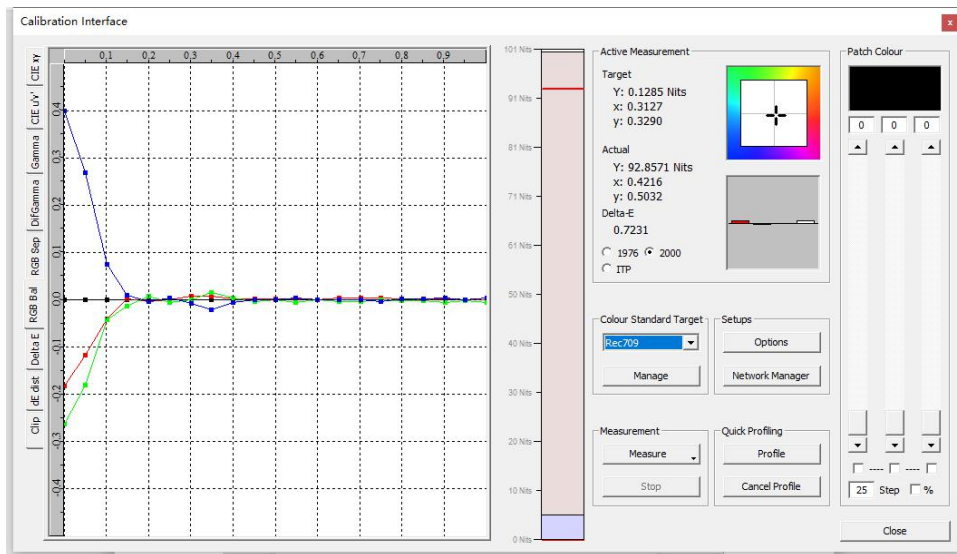 Calibration Interface
x
CIE xy
CIE u'v'
Gamma
DifGamma
RGB Sep
RGB Bal
Delta E
dE dist
Clip
0,1 0,2 0,3 0,4 0,5 0,6 0,7 0,8 0,9
0,4
0,3
0,2
0,1
0,0
-0,1
-0,2
-0,3
-0,4
101 Nits
91 Nits
81 Nits
71 Nits
61 Nits
50 Nits
40 Nits
30 Nits
20 Nits
10 Nits
0 Nits
Active Measurement
Target
Y: 0.1285 Nits
x: 0.3127
y: 0.3290
Actual
Y: 92.8571 Nits
x: 0.4216
y: 0.5032
Delta-E
0.7231
1976 2000
ITP
Colour Standard Target
Rec709
Manage
Setups
Options
Network Manager
Measurement
Measure
Stop
Quick Profiling
Profile
Cancel Profile
Patch Colour
0 0 0
---- ----
25 Step %
Close